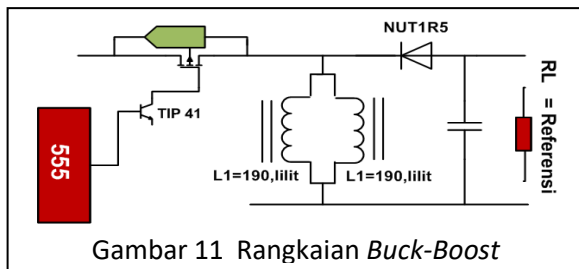 NUT1R5
TIP 41
555
L1=190,lilit
L1=190,lilit
RL = Referensi
Gambar 11 Rangkaian Buck-Boost